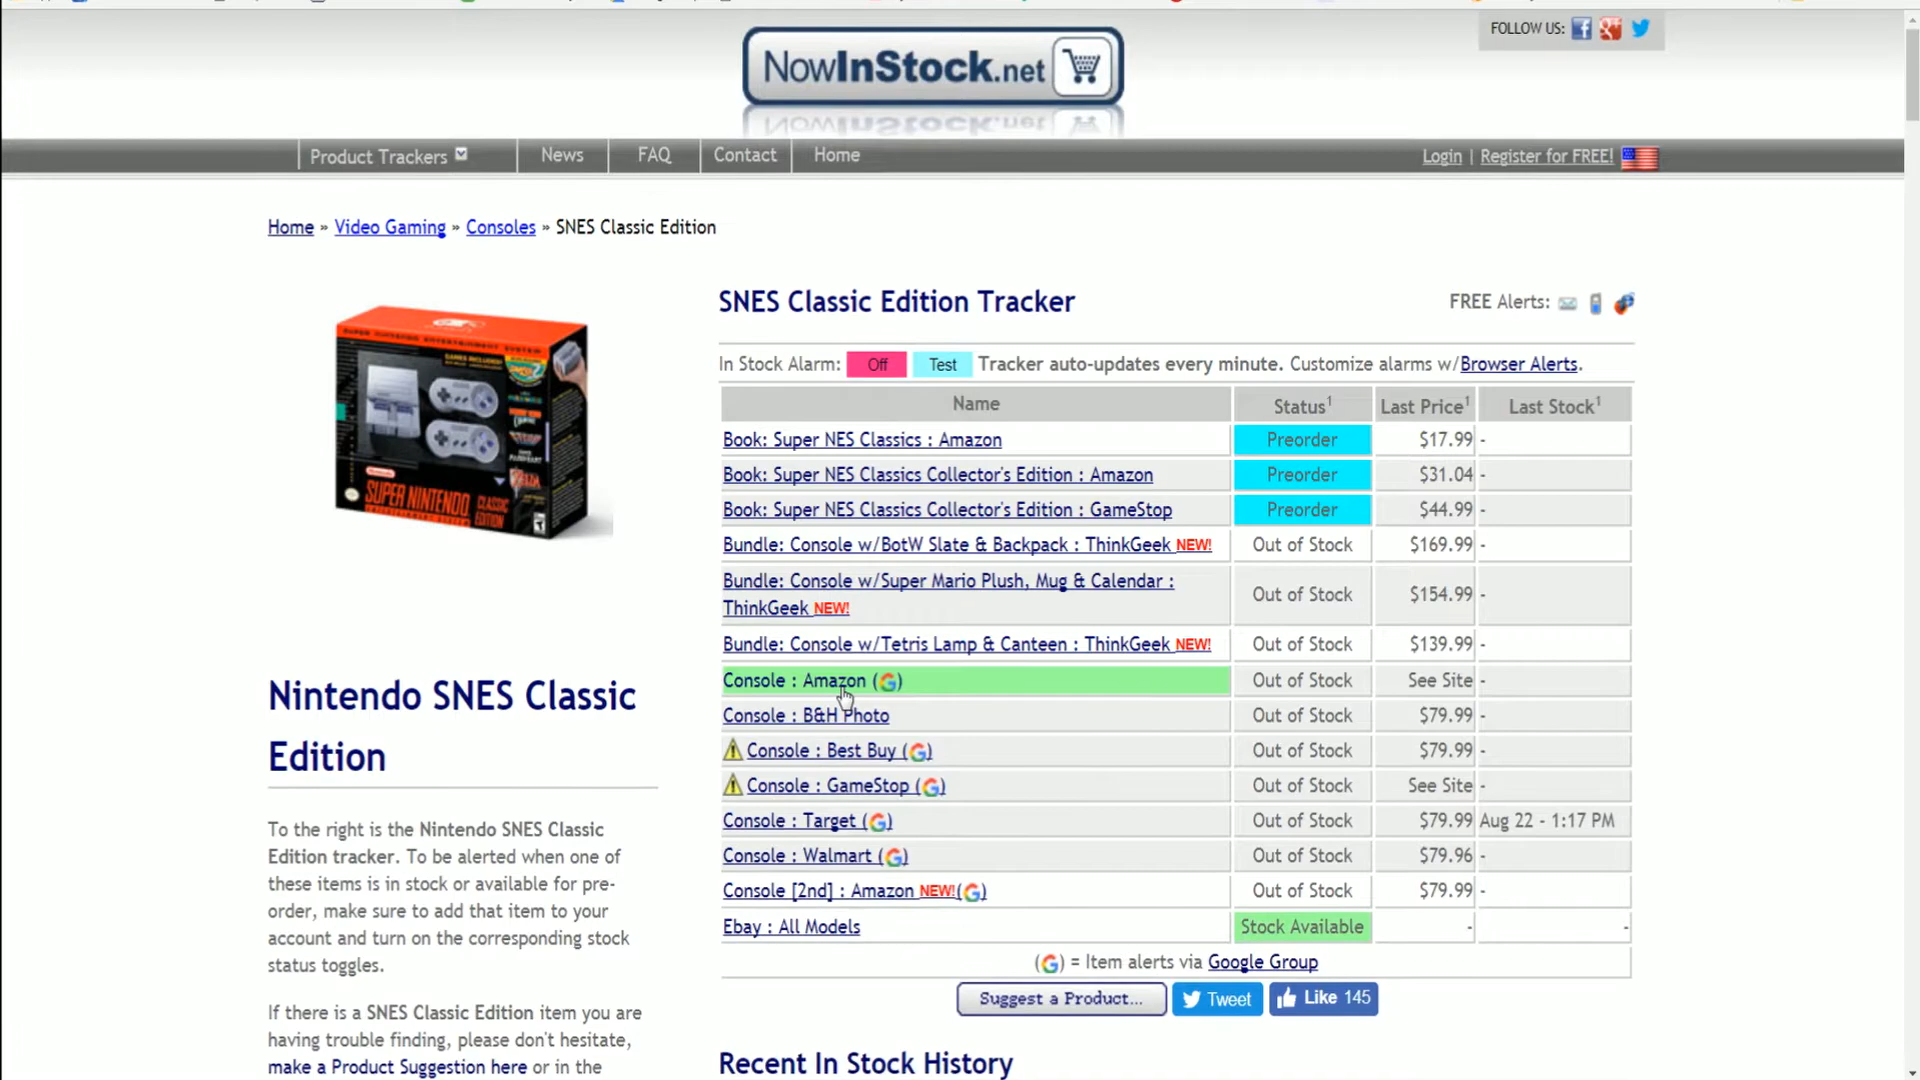 FOLLOW US:
NowInStock.net
Product Trackers
News
FAQ
Contact
Home
Login | Register for FREE!
Home » Video Gaming » Consoles » SNES Classic Edition
SNES Classic Edition Tracker
FREE Alerts:
In Stock Alarm: Off Test Tracker auto-updates every minute. Customize alarms w/Browser Alerts.
Name Status1 Last Price1 Last Stock1
Book: Super NES Classics : Amazon Preorder $17.99 -
Book: Super NES Classics Collector's Edition : Amazon Preorder $31.04 -
Book: Super NES Classics Collector's Edition : GameStop Preorder $44.99 -
Bundle: Console w/BotW Slate & Backpack : ThinkGeek NEW! Out of Stock $169.99 -
Bundle: Console w/Super Mario Plush, Mug & Calendar :
ThinkGeek NEW! Out of Stock $154.99 -
Bundle: Console w/Tetris Lamp & Canteen : ThinkGeek NEW! Out of Stock $139.99 -
Console : Amazon (G) Out of Stock See Site -
Console : B&H Photo Out of Stock $79.99 -
Console : Best Buy (G) Out of Stock $79.99 -
Console : GameStop (G) Out of Stock See Site -
Console : Target (G) Out of Stock $79.99 Aug 22 - 1:17 PM
Console : Walmart (G) Out of Stock $79.96 -
Console [2nd] : Amazon NEW!(G) Out of Stock $79.99 -
Ebay : All Models Stock Available - -
(G) = Item alerts via Google Group
Suggest a Product...
Tweet
Like 145
Recent In Stock History
SUPER NINTENDO
CLASSIC
EDITION
Nintendo SNES Classic
Edition
To the right is the Nintendo SNES Classic
Edition tracker. To be alerted when one of
these items is in stock or available for pre-
order, make sure to add that item to your
account and turn on the corresponding stock
status toggles.
If there is a SNES Classic Edition item you are
having trouble finding, please don't hesitate,
make a Product Suggestion here or in the